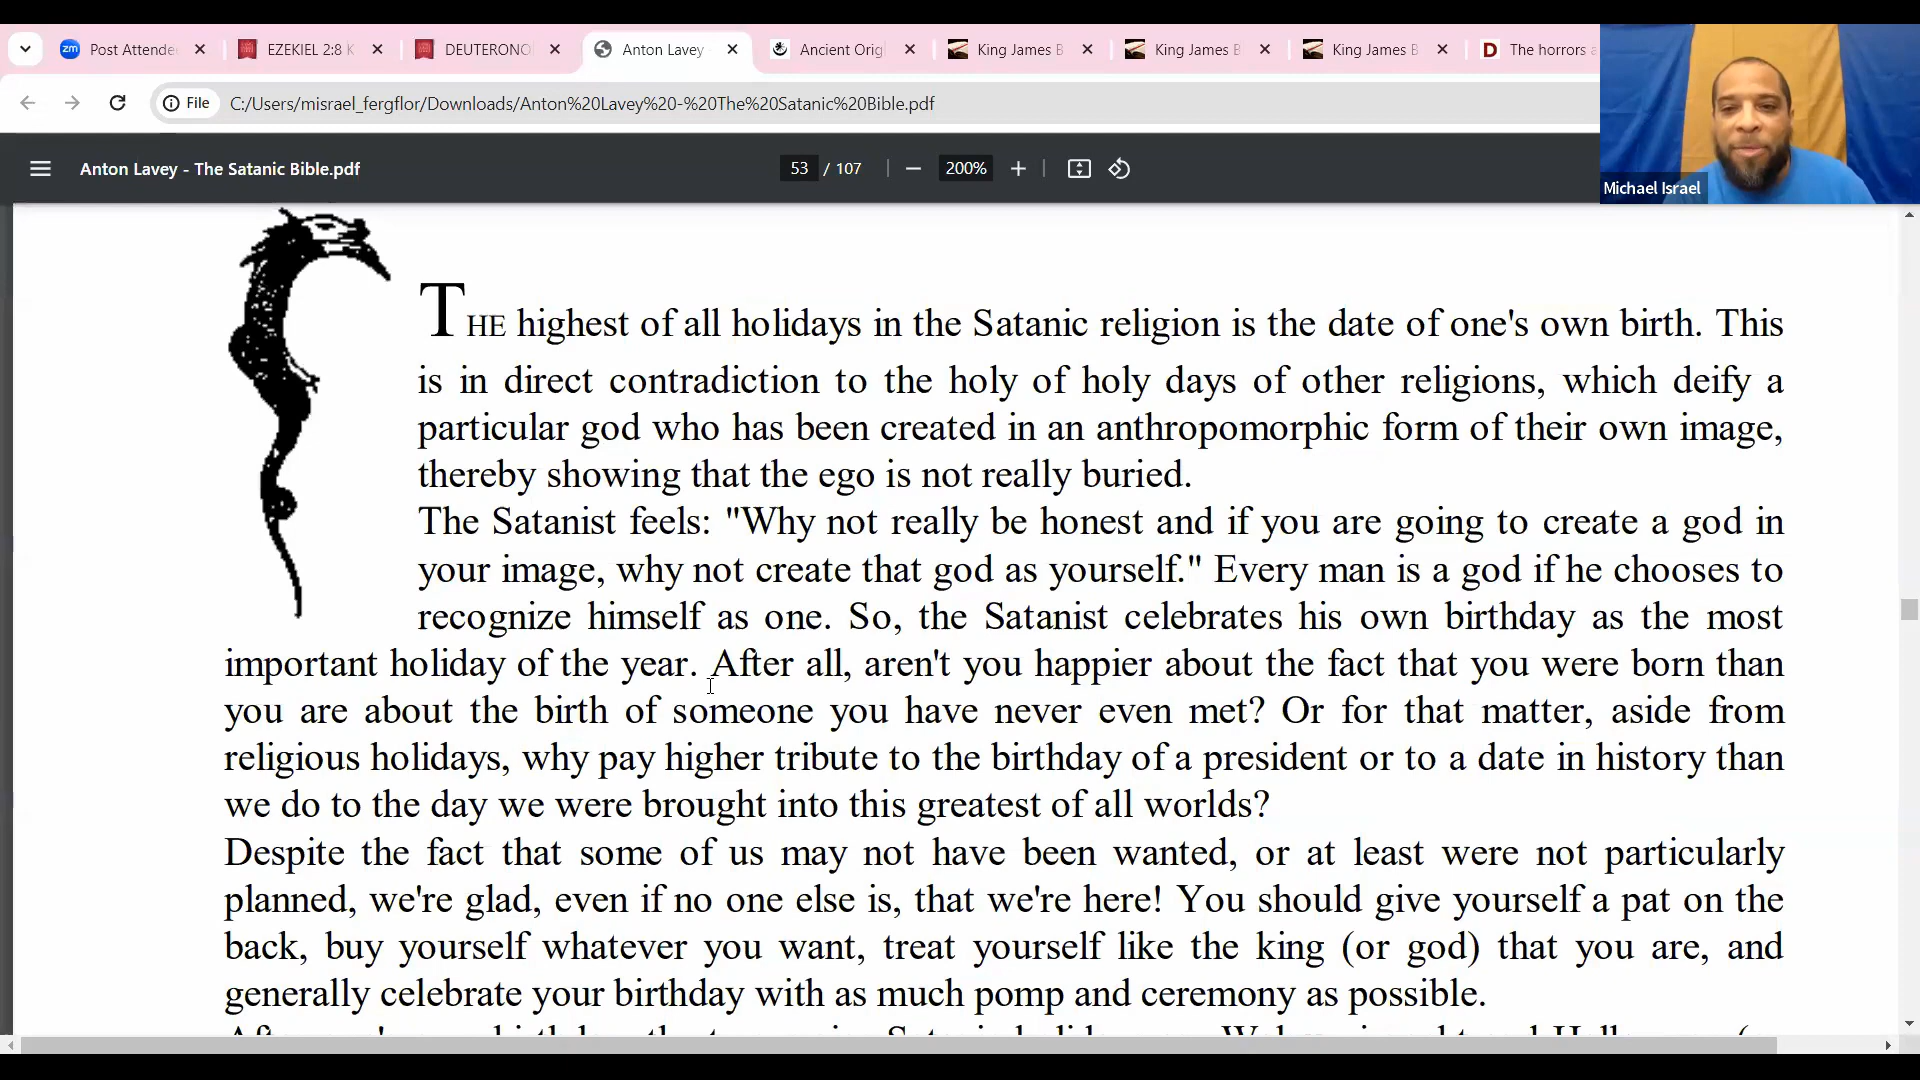 zm Post Attende
EZEKIEL 2:8 K
DEUTERONO
Anton Lavey
Ancient Orig
King James B
King James B
King James B
D The horrors
File C:/Users/misrael_fergflor/Downloads/Anton%20Lavey%20-%20The%20Satanic%20Bible.pdf
Michael Israel
Anton Lavey - The Satanic Bible.pdf
53 / 107
200%
THE highest of all holidays in the Satanic religion is the date of one's own birth. This
is in direct contradiction to the holy of holy days of other religions, which deify a
particular god who has been created in an anthropomorphic form of their own image,
thereby showing that the ego is not really buried.
The Satanist feels: "Why not really be honest and if you are going to create a god in
your image, why not create that god as yourself." Every man is a god if he chooses to
recognize himself as one. So, the Satanist celebrates his own birthday as the most
important holiday of the year. After all, aren't you happier about the fact that you were born than
you are about the birth of someone you have never even met? Or for that matter, aside from
religious holidays, why pay higher tribute to the birthday of a president or to a date in history than
we do to the day we were brought into this greatest of all worlds?
Despite the fact that some of us may not have been wanted, or at least were not particularly
planned, we're glad, even if no one else is, that we're here! You should give yourself a pat on the
back, buy yourself whatever you want, treat yourself like the king (or god) that you are, and
generally celebrate your birthday with as much pomp and ceremony as possible.